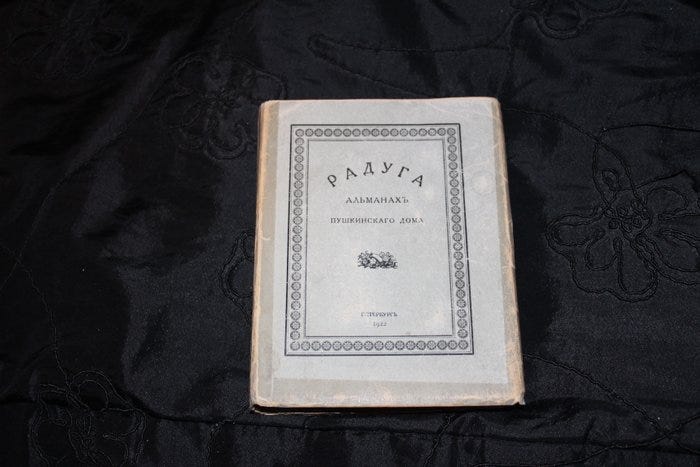 РАДУГА
АЛЬМАНАХЪ
ПУШКИНСКАГО ДОМА
ПЕТЕРБУРГЪ
1922